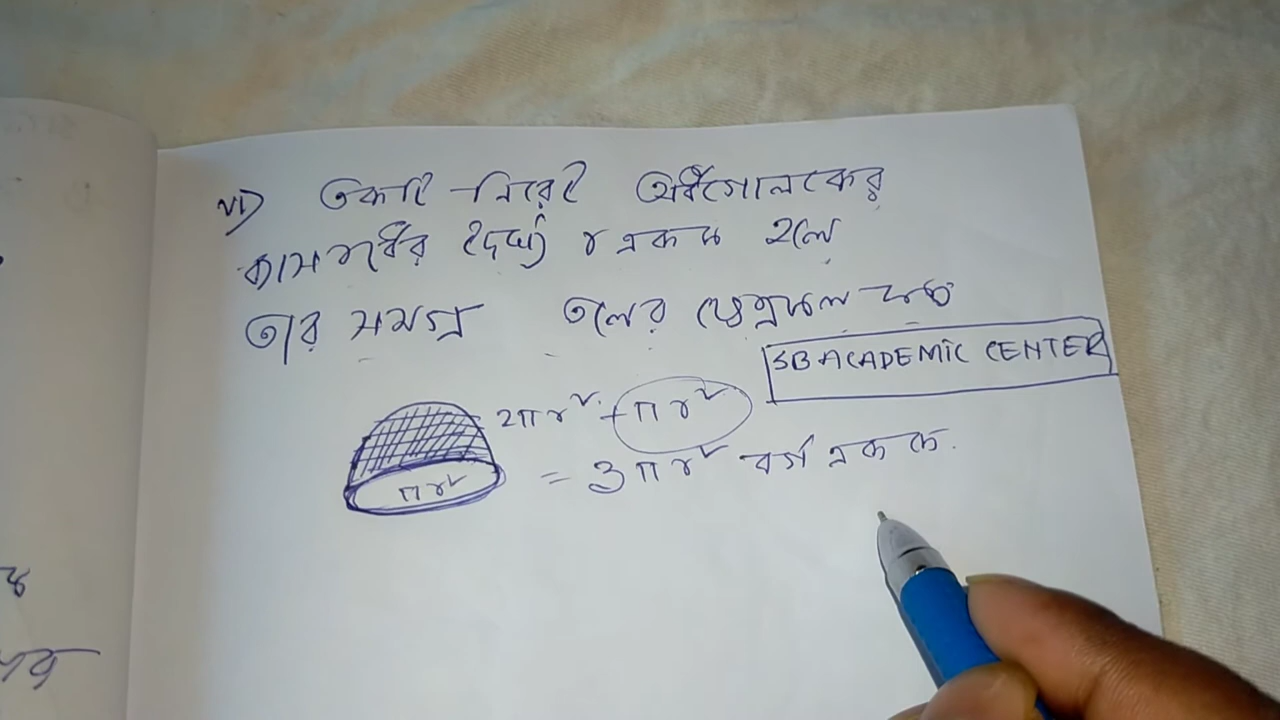 vi) একটি নিরেট অর্ধগোলকের
ব্যাসার্ধের দৈর্ঘ্য r একক হলে
তার সমগ্র তলের ক্ষেত্রফল কত
SB ACADEMIC CENTER
2πr² + πr²
πr²
= 3πr² বর্গ একক.